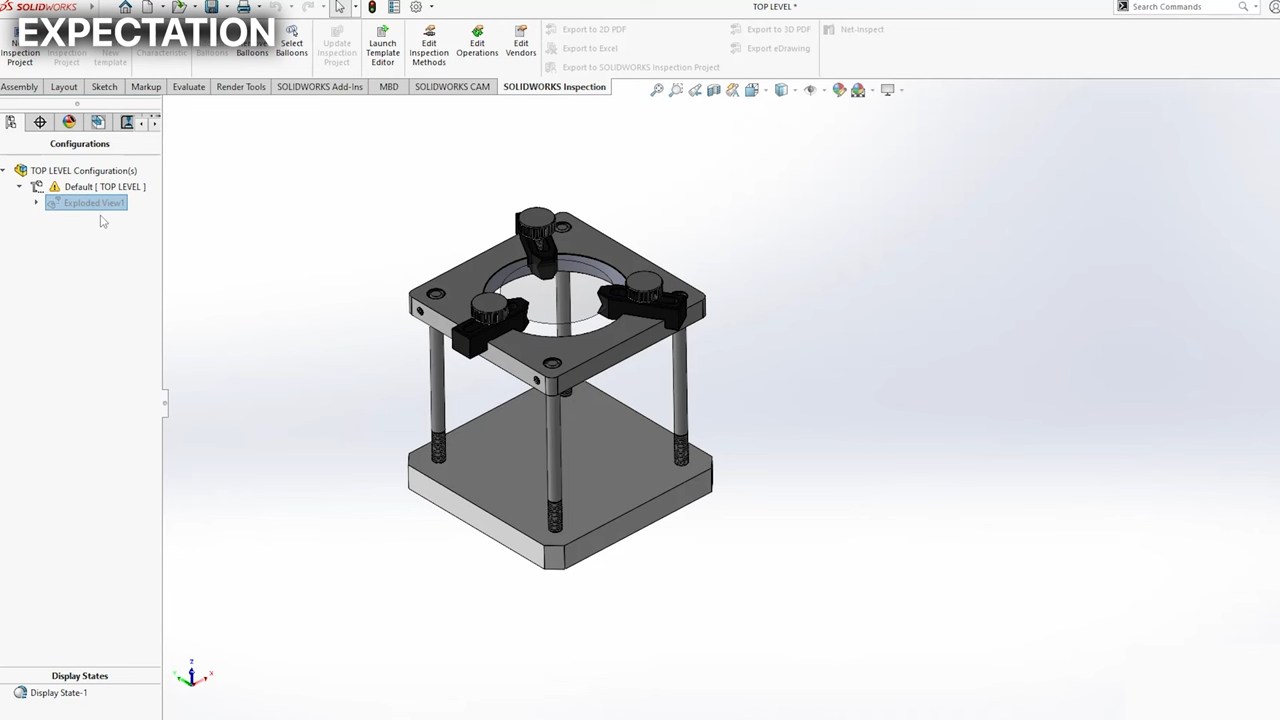 SOLIDWORKS
TOP LEVEL *
Search Commands
EXPECTATION
Inspection
Project
Inspection
Project
New
template
Characteristic
Balloons
Balloons
Select
Balloons
Update
Inspection
Project
Launch
Template
Editor
Edit
Inspection
Methods
Edit
Operations
Edit
Vendors
Export to 2D PDF
Export to Excel
Export to SOLIDWORKS Inspection Project
Export to 3D PDF
Export eDrawing
Net-Inspect
Assembly
Layout
Sketch
Markup
Evaluate
Render Tools
SOLIDWORKS Add-Ins
MBD
SOLIDWORKS CAM
SOLIDWORKS Inspection
Configurations
TOP LEVEL Configuration(s)
Default [ TOP LEVEL ]
Exploded View1
Z
X
Display States
Display State-1